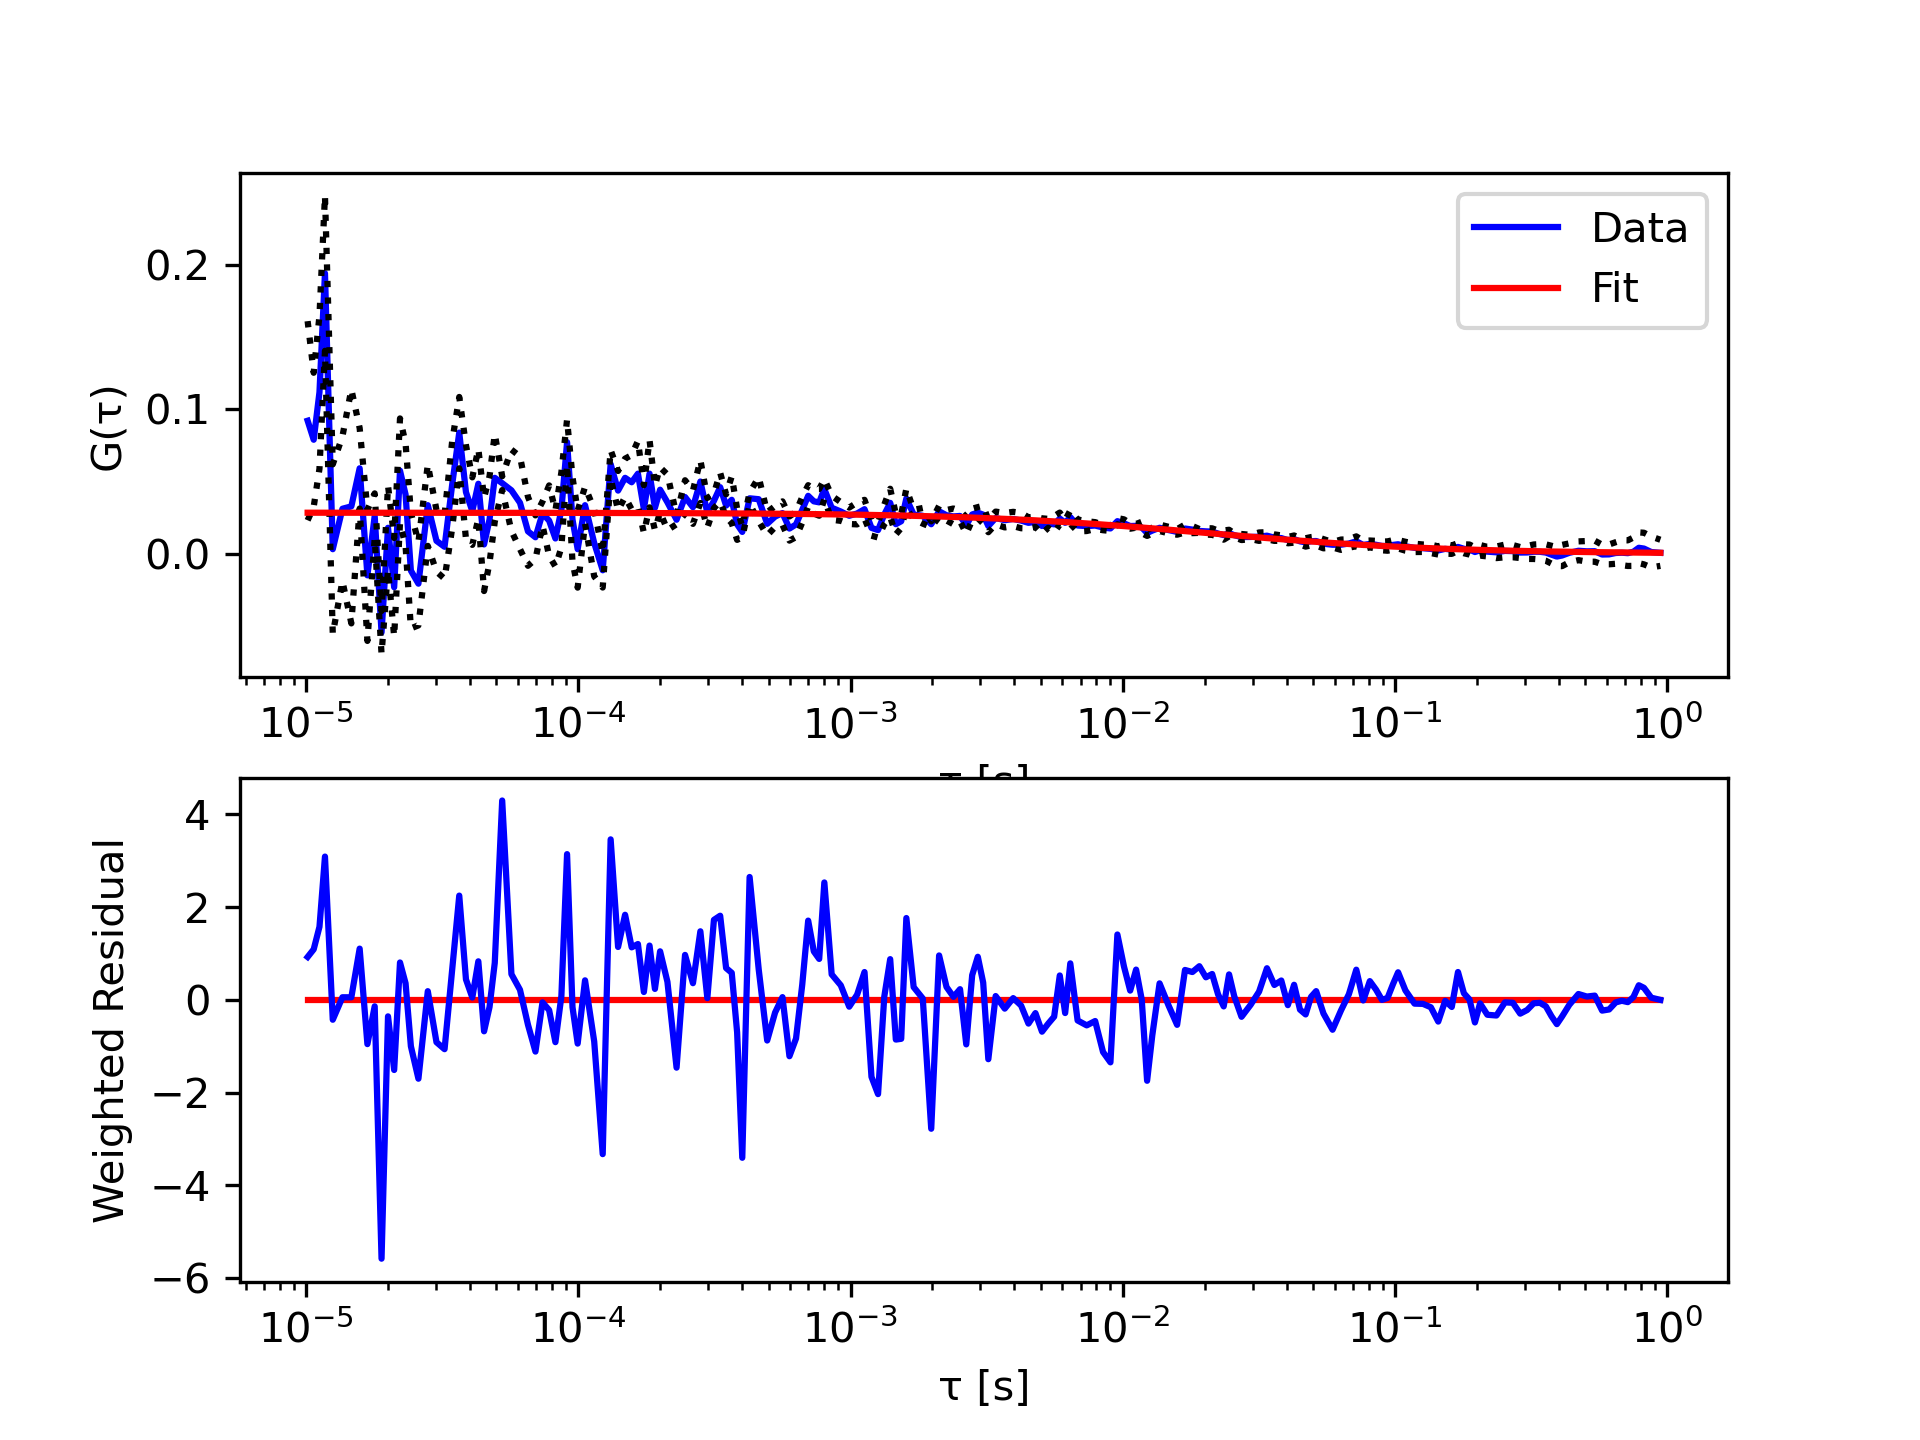 G(τ)
0.2
0.1
0.0
Data
Fit
10⁻⁵ 10⁻⁴ 10⁻³ 10⁻² 10⁻¹ 10⁰
τ [s]
Weighted Residual
4
2
0
−2
−4
−6
10⁻⁵ 10⁻⁴ 10⁻³ 10⁻² 10⁻¹ 10⁰
τ [s]